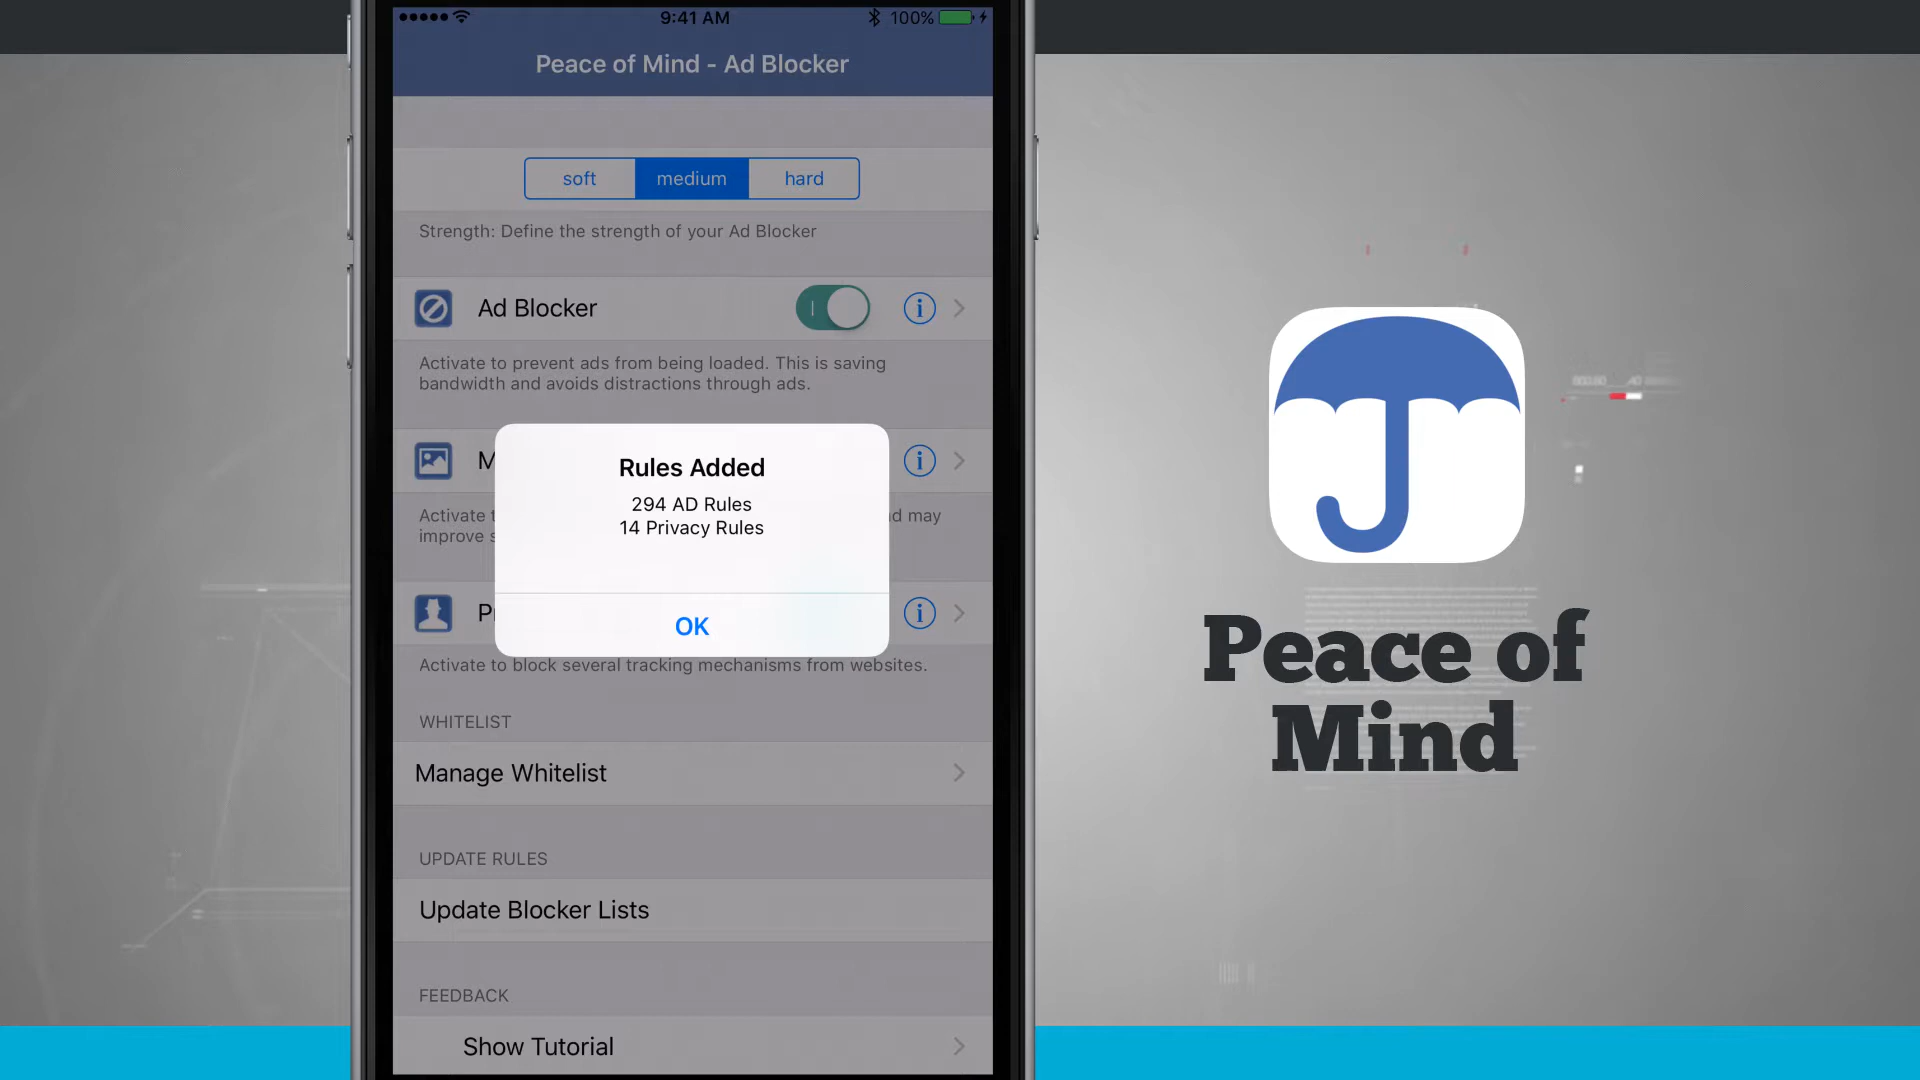 9:41 AM
100%
Peace of Mind - Ad Blocker
soft
medium
hard
Strength: Define the strength of your Ad Blocker
Ad Blocker
Activate to prevent ads from being loaded. This is saving
bandwidth and avoids distractions through ads.
M
Activate
improve
may
Rules Added
294 AD Rules
14 Privacy Rules
OK
Activate to block several tracking mechanisms from websites.
WHITELIST
Manage Whitelist
UPDATE RULES
Update Blocker Lists
FEEDBACK
Show Tutorial
Peace of
Mind